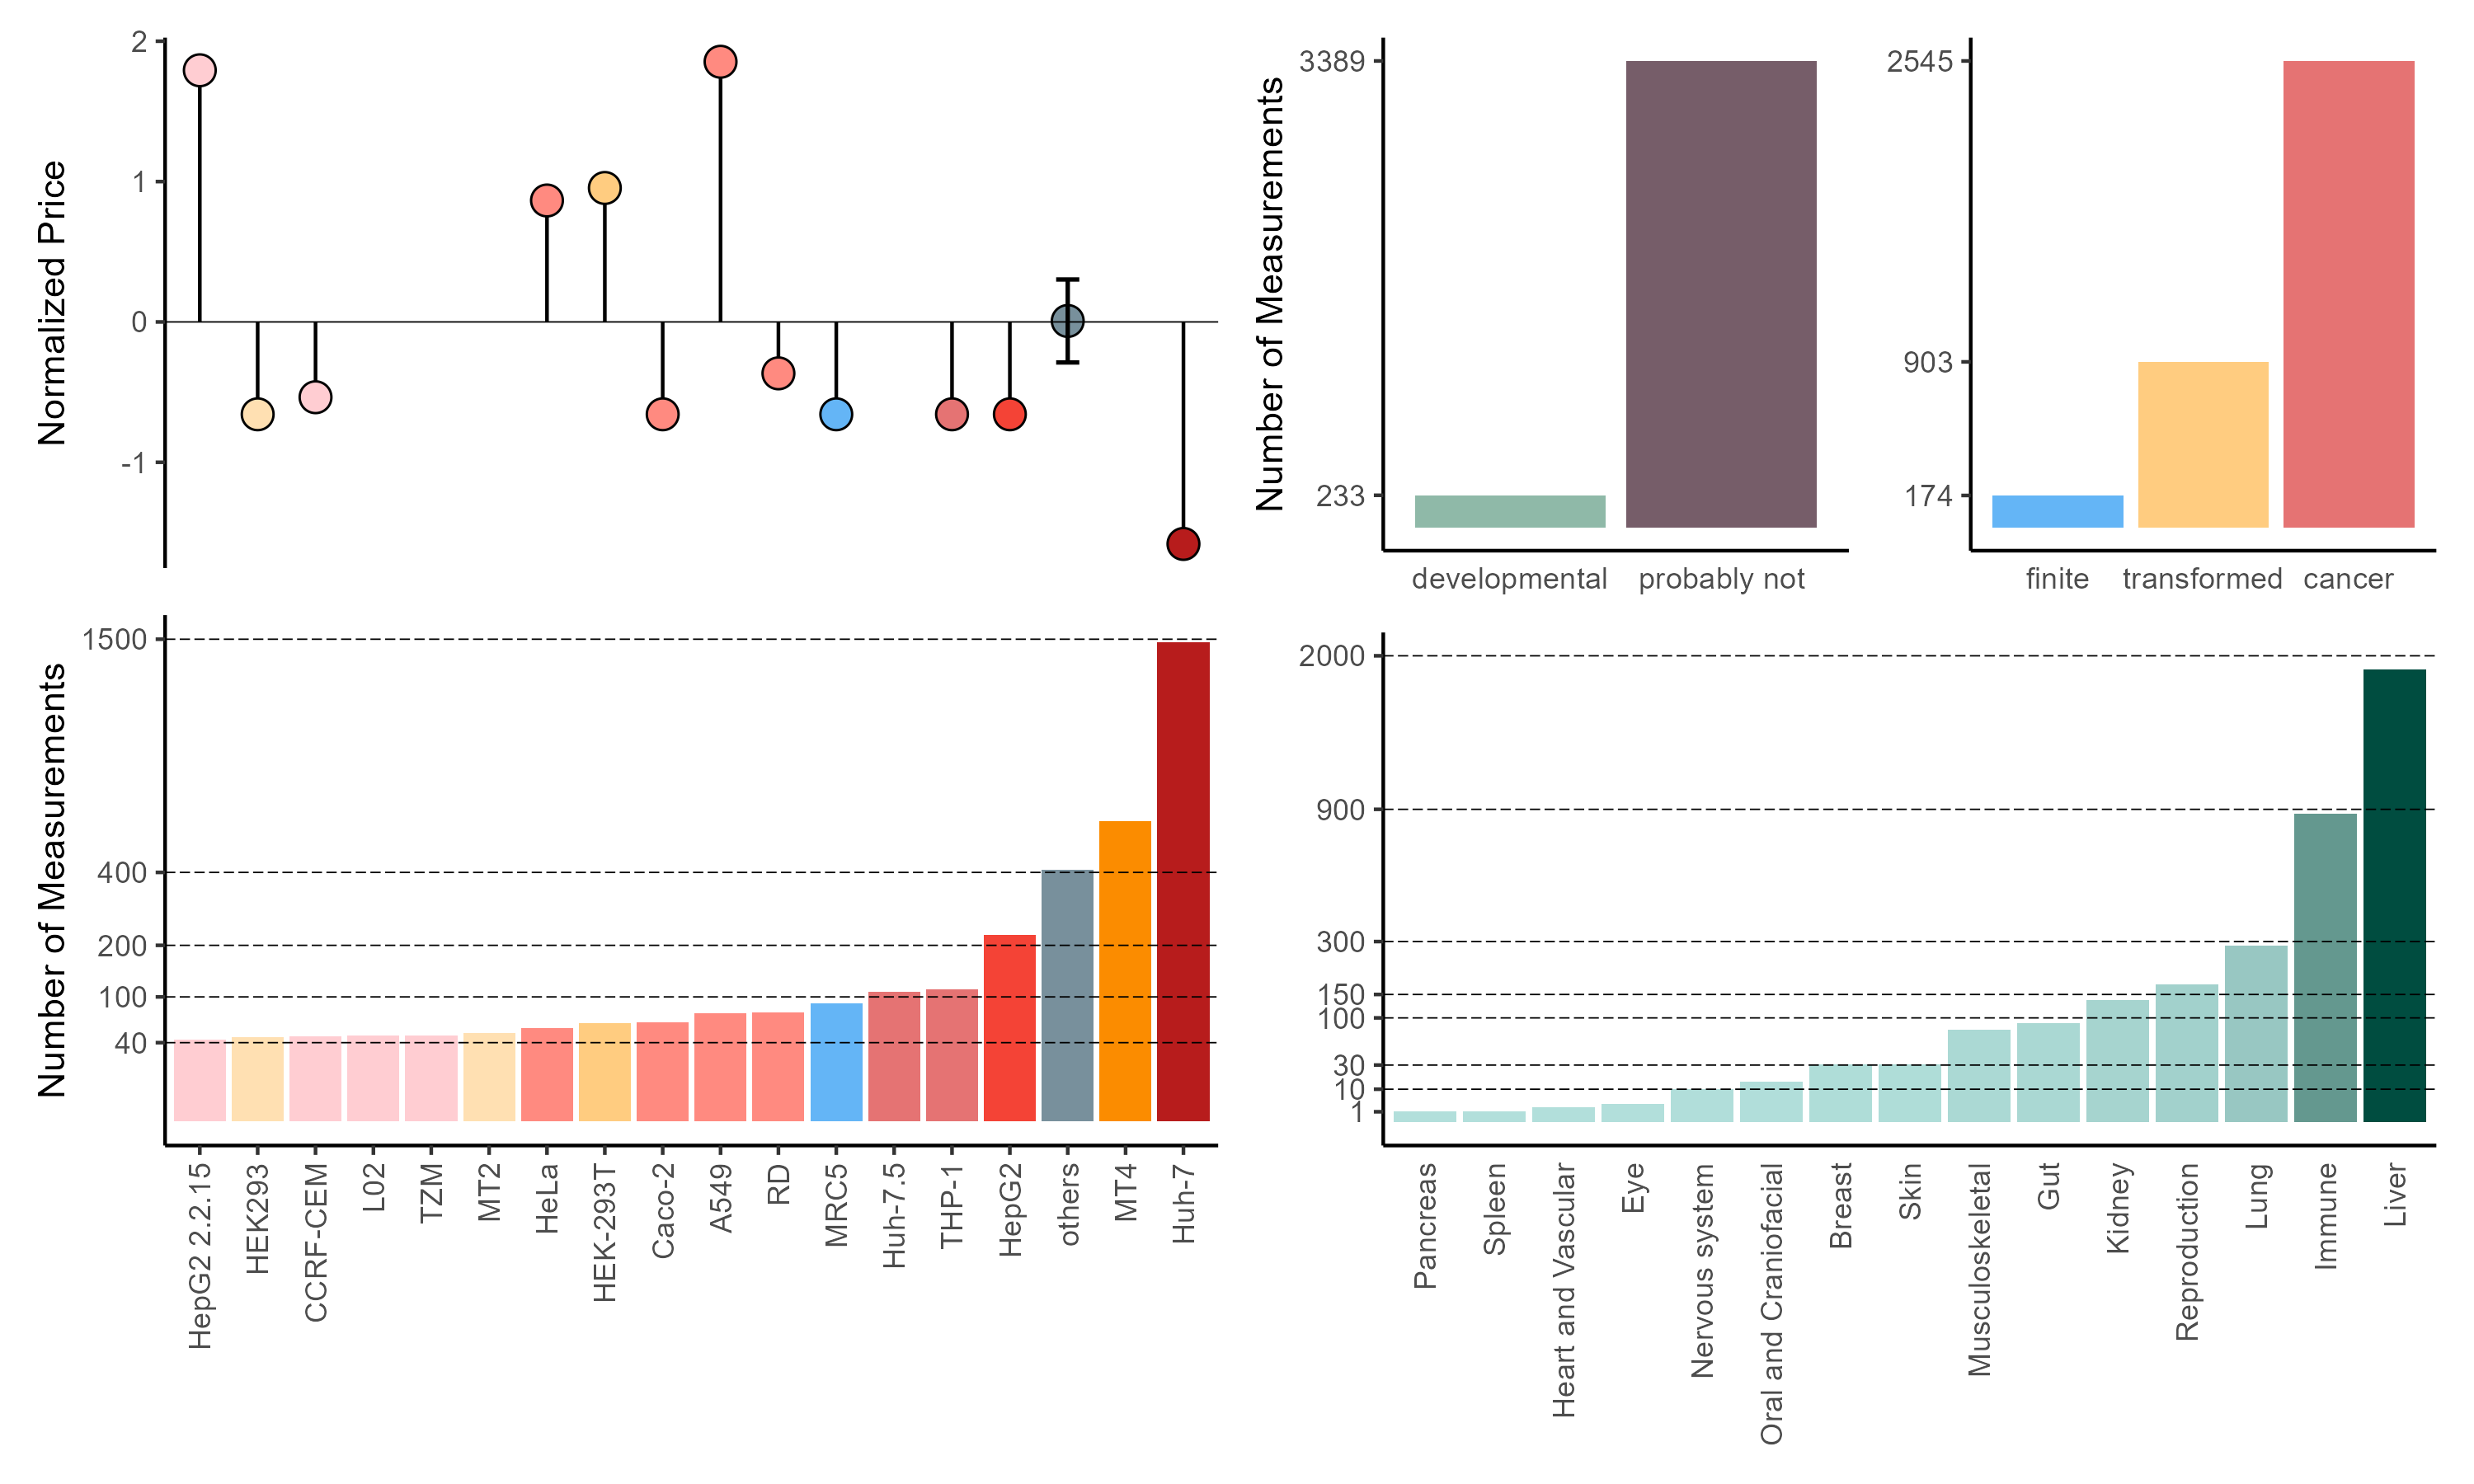 Normalized Price
2
1
0
-1
Number of Measurements
3389
233
developmental
probably not
2545
903
174
finite
transformed
cancer
Number of Measurements
1500
400
200
100
40
HepG2 2.2.15
HEK293
CCRF-CEM
L02
TZM
MT2
HeLa
HEK-293T
Caco-2
A549
RD
MRC5
Huh-7.5
THP-1
HepG2
others
MT4
Huh-7
2000
900
300
150
100
30
10
1
Pancreas
Spleen
Heart and Vascular
Eye
Nervous system
Oral and Craniofacial
Breast
Skin
Musculoskeletal
Gut
Kidney
Reproduction
Lung
Immune
Liver